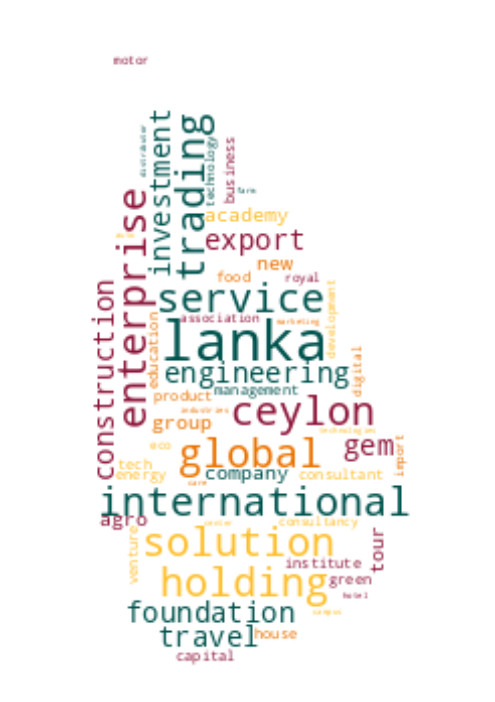 motor
distributor
investment
trading
technology
business
farm
enterprise
academy
export
new
food
royal
service
construction
association
marketing
development
education
lanka
engineering
digital
management
product
industries
ceylon
group
technologies
eco
global
gem
import
tech
energy
company
consultant
care
international
agro
center
consultancy
venture
solution
tour
institute
holding
green
hotel
foundation
campus
travel
house
capital